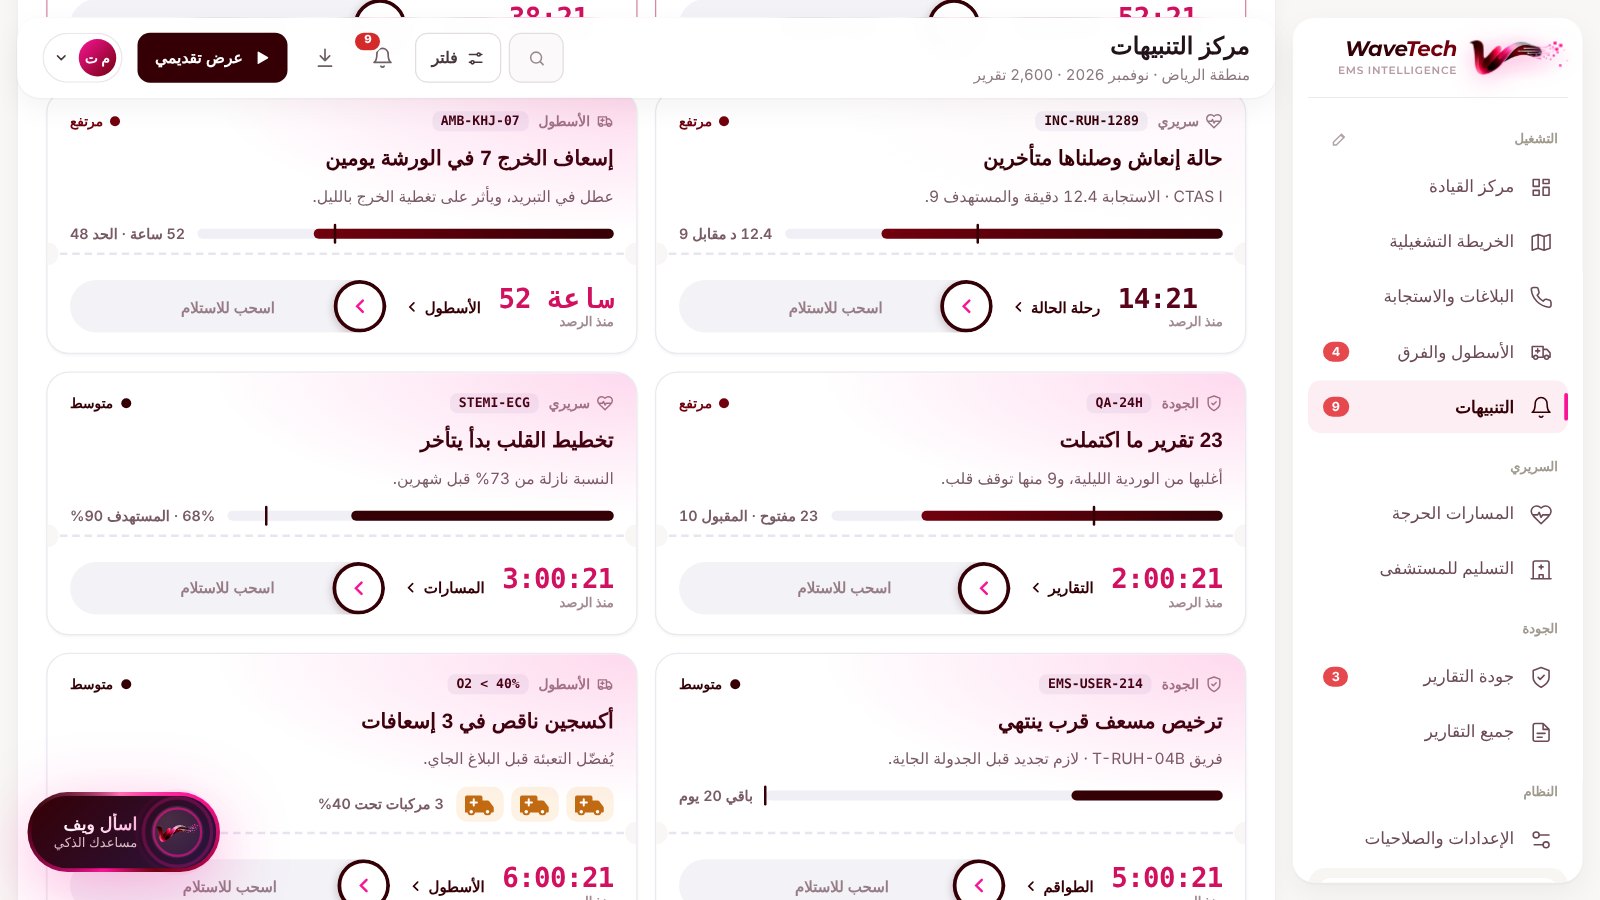 WaveTech
EMS INTELLIGENCE
التشغيل
مركز القيادة
الخريطة التشغيلية
البلاغات والاستجابة
الأسطول والفرق
4
التنبيهات
9
السريري
المسارات الحرجة
التسليم للمستشفى
الجودة
جودة التقارير
3
جميع التقارير
النظام
الإعدادات والصلاحيات
52:21
38:21
مركز التنبيهات
منطقة الرياض · نوفمبر 2026 · 2,600 تقرير
فلتر
9
عرض تقديمي
م ت
سريري
INC-RUH-1289
مرتفع
حالة إنعاش وصلناها متأخرين
CTAS I · الاستجابة 12.4 دقيقة والمستهدف 9.
12.4 د مقابل 9
14:21
منذ الرصد
رحلة الحالة
اسحب للاستلام
الأسطول
AMB-KHJ-07
مرتفع
إسعاف الخرج 7 في الورشة يومين
عطل في التبريد، ويأثر على تغطية الخرج بالليل.
52 ساعة · الحد 48
52 ساعة
منذ الرصد
الأسطول
اسحب للاستلام
الجودة
QA-24H
مرتفع
23 تقرير ما اكتملت
أغلبها من الوردية الليلية، و9 منها توقف قلب.
23 مفتوح · المقبول 10
2:00:21
منذ الرصد
التقارير
اسحب للاستلام
سريري
STEMI-ECG
متوسط
تخطيط القلب بدأ يتأخر
النسبة نازلة من 73% قبل شهرين.
68% · المستهدف 90%
3:00:21
منذ الرصد
المسارات
اسحب للاستلام
الجودة
EMS-USER-214
متوسط
ترخيص مسعف قرب ينتهي
فريق T-RUH-04B · لازم تجديد قبل الجدولة الجاية.
باقي 20 يوم
5:00:21
الطواقم
اسحب للاستلام
الأسطول
O2 < 40%
متوسط
أكسجين ناقص في 3 إسعافات
يُفضّل التعبئة قبل البلاغ الجاي.
3 مركبات تحت 40%
6:00:21
الأسطول
اسحب للاستلام
اسأل ويف
مساعدك الذكي